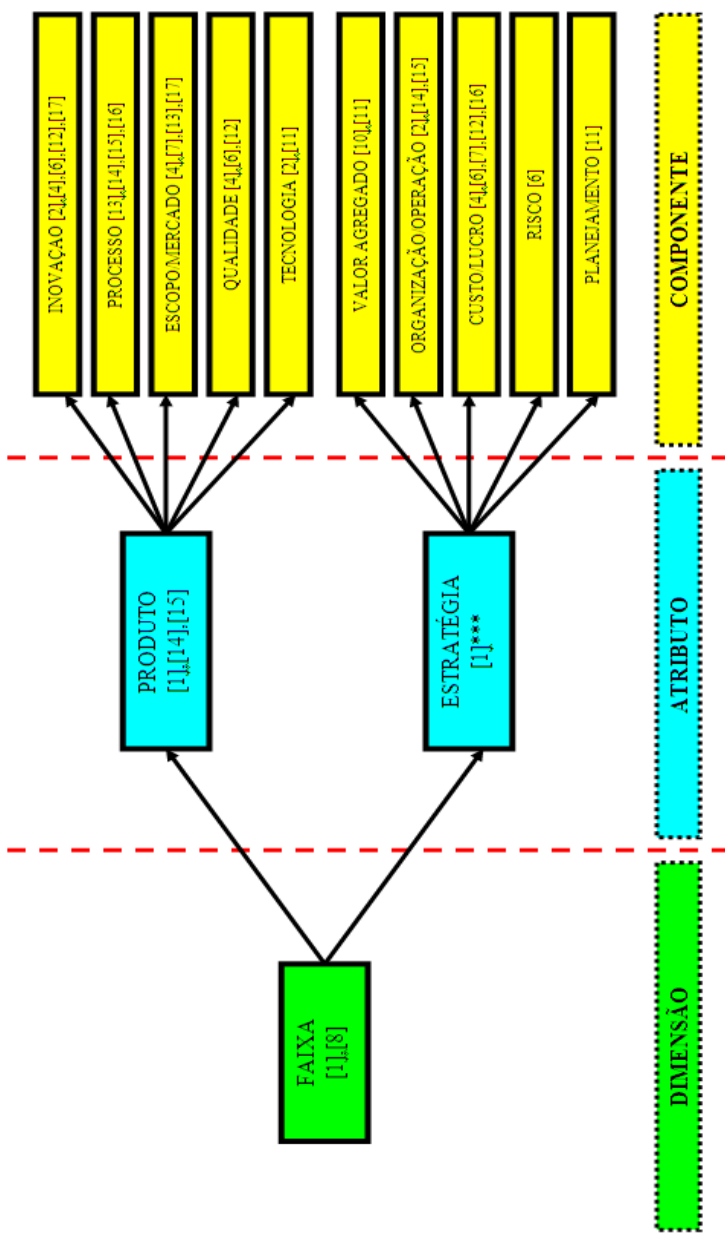 FAIXA
[1],[8]
PRODUTO
[1],[14],[15]
ESTRATÉGIA
[1]***
INOVAÇAO [2],[4],[6],[12],[17]
PROCESSO [13],[14],[15],[16]
ESCOPO/MERCADO [4],[7],[13],[17]
QUALIDADE [4],[6],[12]
TECNOLOGIA [2],[11]
VALOR AGREGADO [10],[11]
ORGANIZAÇÃO/OPERAÇÃO [2],[14],[15]
CUSTO/LUCRO [4],[6],[7],[12],[16]
RISCO [6]
PLANEJAMENTO [11]
DIMENSÃO
ATRIBUTO
COMPONENTE